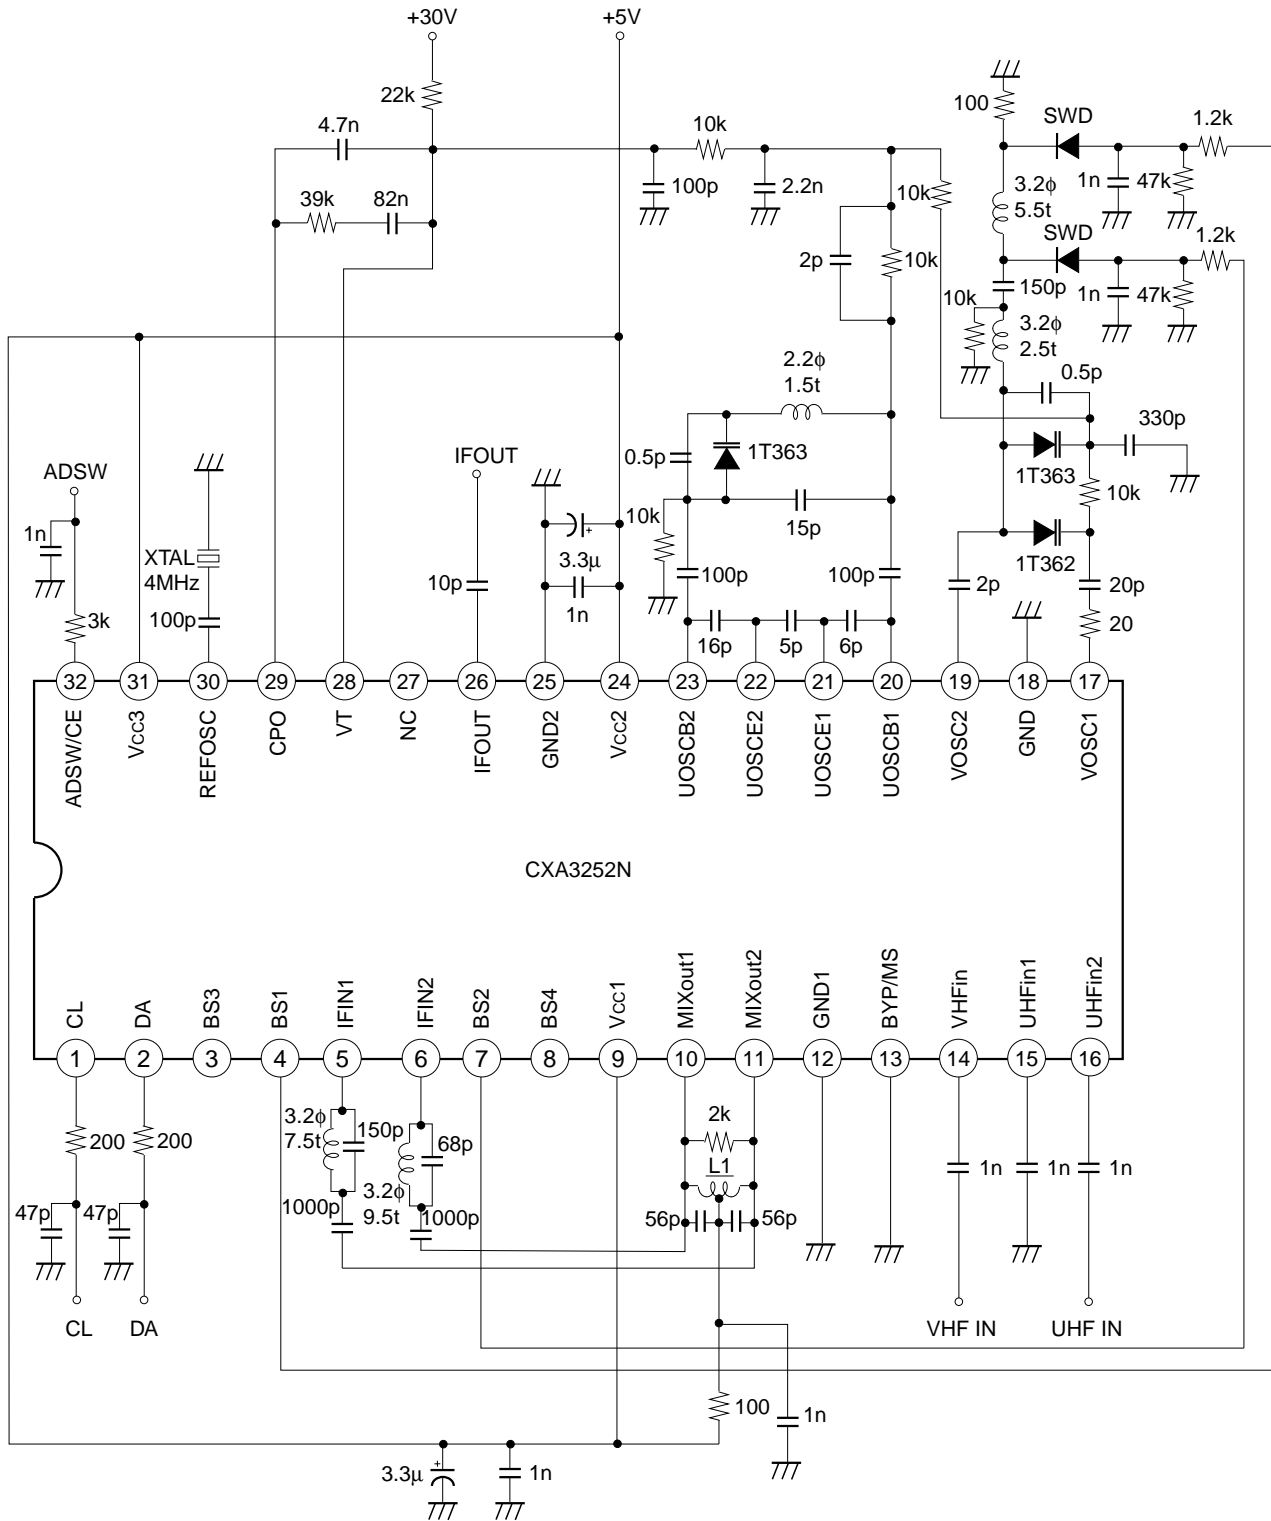 +30V
+5V
22k
4.7n
39k
82n
100p
10k
2.2n
10k
2p
10k
100
SWD
1.2k
1n
47k
3.2ϕ
5.5t
SWD
1.2k
1n
47k
150p
10k
3.2ϕ
2.5t
0.5p
330p
1T363
10k
1T362
20p
20
2p
2.2ϕ
1.5t
0.5p
1T363
15p
10k
100p
100p
16p
5p
6p
ADSW
1n
3k
XTAL
4MHz
100p
IFOUT
10p
+
3.3µ
1n
32
31
30
29
28
27
26
25
24
23
22
21
20
19
18
17
ADSW/CE
Vcc3
REFOSC
CPO
VT
NC
IFOUT
GND2
Vcc2
UOSCB2
UOSCE2
UOSCE1
UOSCB1
VOSC2
GND
VOSC1
CXA3252N
CL
DA
BS3
BS1
IFIN1
IFIN2
BS2
BS4
Vcc1
MIXout1
MIXout2
GND1
BYP/MS
VHFin
UHFin1
UHFin2
1
2
3
4
5
6
7
8
9
10
11
12
13
14
15
16
200
200
47p
47p
CL
DA
3.2ϕ
7.5t
150p
1000p
68p
3.2ϕ
9.5t
1000p
2k
L1
56p
56p
1n
1n
1n
VHF IN
UHF IN
100
1n
+
3.3µ
1n